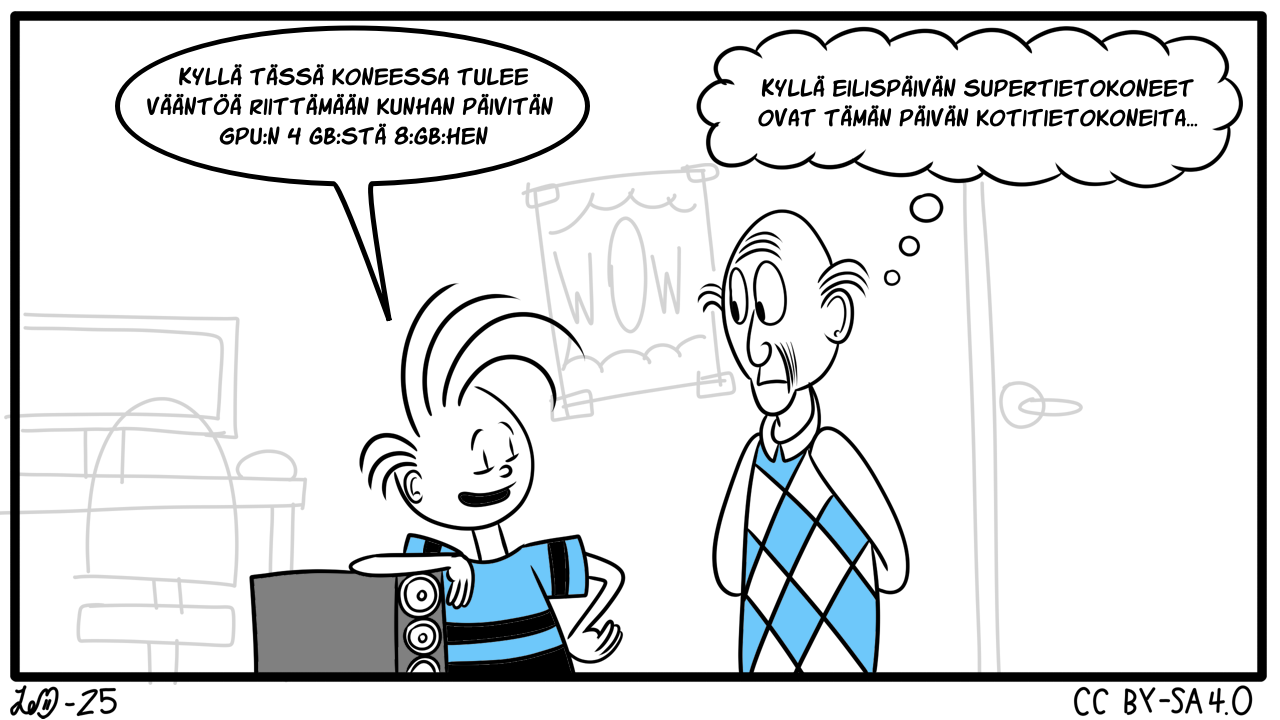 KYLLÄ TÄSSÄ KONEESSA TULEE
VÄÄNTÖÄ RIITTÄMÄÄN KUNHAN PÄIVITÄN
GPU:N 4 GB:STÄ 8:GB:HEN
KYLLÄ EILISPÄIVÄN SUPERTIETOKONEET
OVAT TÄMÄN PÄIVÄN KOTITIETOKONEITA...
WOW
-25
CC BY-SA 4.0